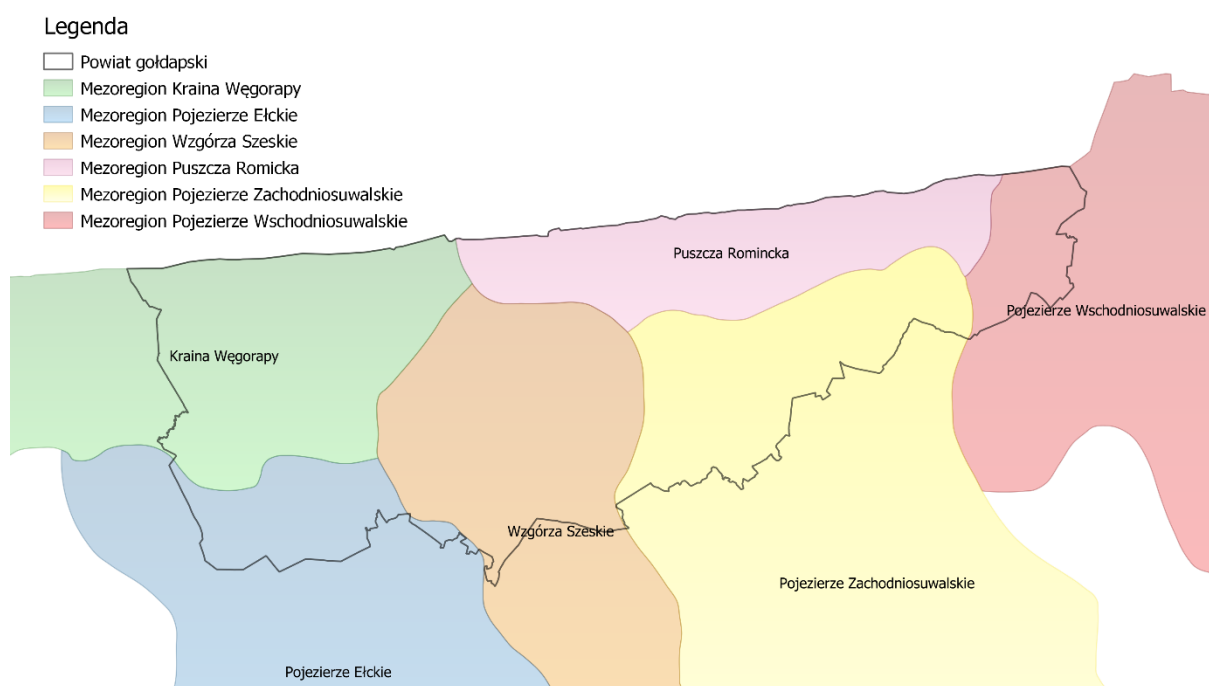 Legenda
Powiat gołdapski
Mezoregion Kraina Węgorapy
Mezoregion Pojezierze Ełckie
Mezoregion Wzgórza Szeskie
Mezoregion Puszcza Romicka
Mezoregion Pojezierze Zachodniosuwalskie
Mezoregion Pojezierze Wschodniosuwalskie
Puszcza Romincka
Pojezierze Wschodniosuwalskie
Kraina Węgorapy
Wzgórza Szeskie
Pojezierze Zachodniosuwalskie
Pojezierze Ełckie